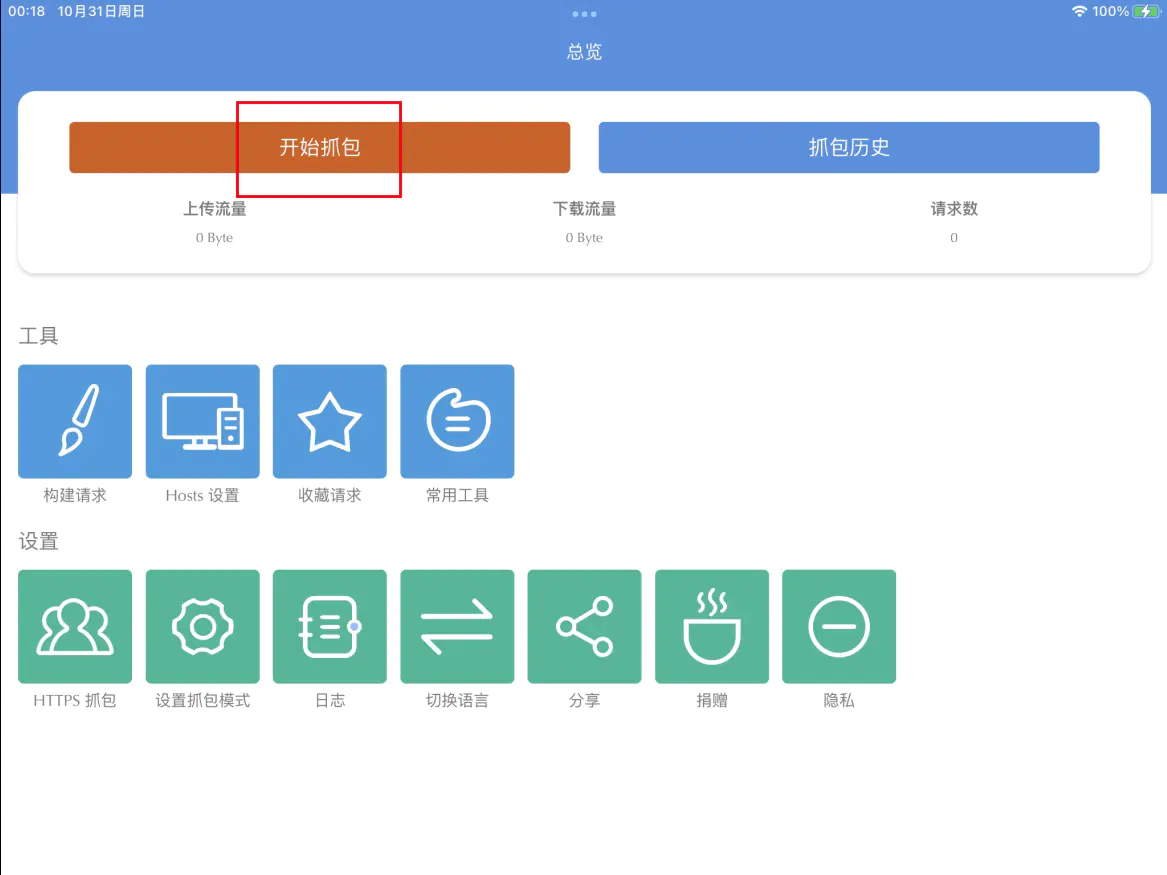 00:18 10月31日周日
100%
总览
开始抓包 抓包历史
上传流量 下载流量 请求数
0 Byte 0 Byte 0
工具
构建请求 Hosts 设置 收藏请求 常用工具
设置
HTTPS 抓包 设置抓包模式 日志 切换语言 分享 捐赠 隐私